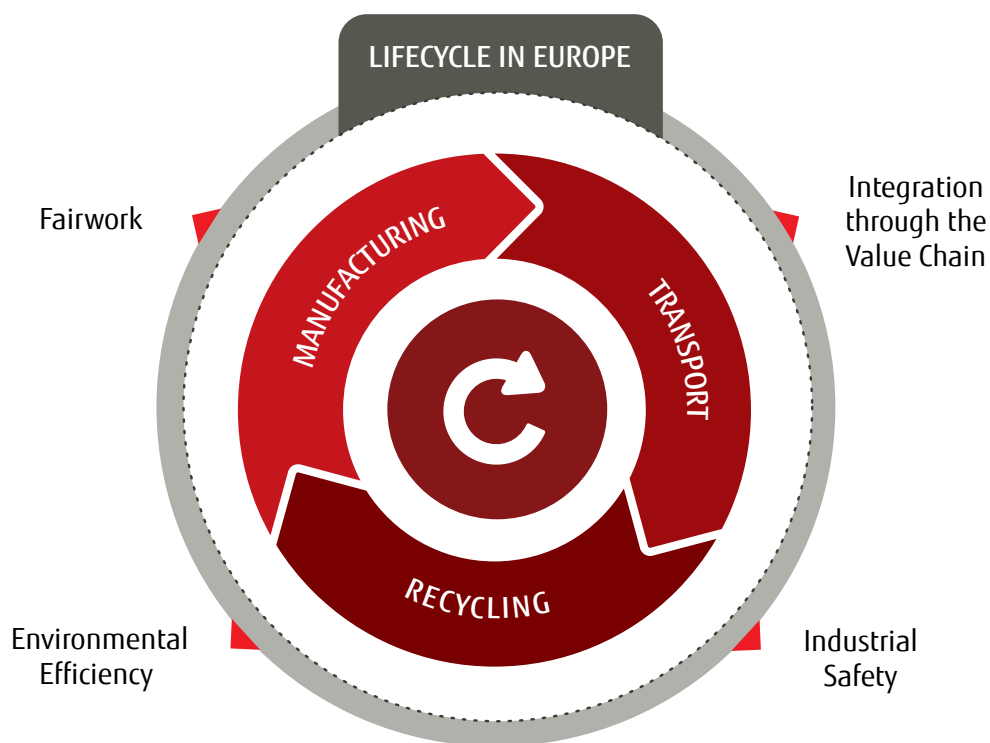 LIFECYCLE IN EUROPE
Fairwork
Integration
through the
Value Chain
MANUFACTURING
TRANSPORT
RECYCLING
Environmental
Efficiency
Industrial
Safety